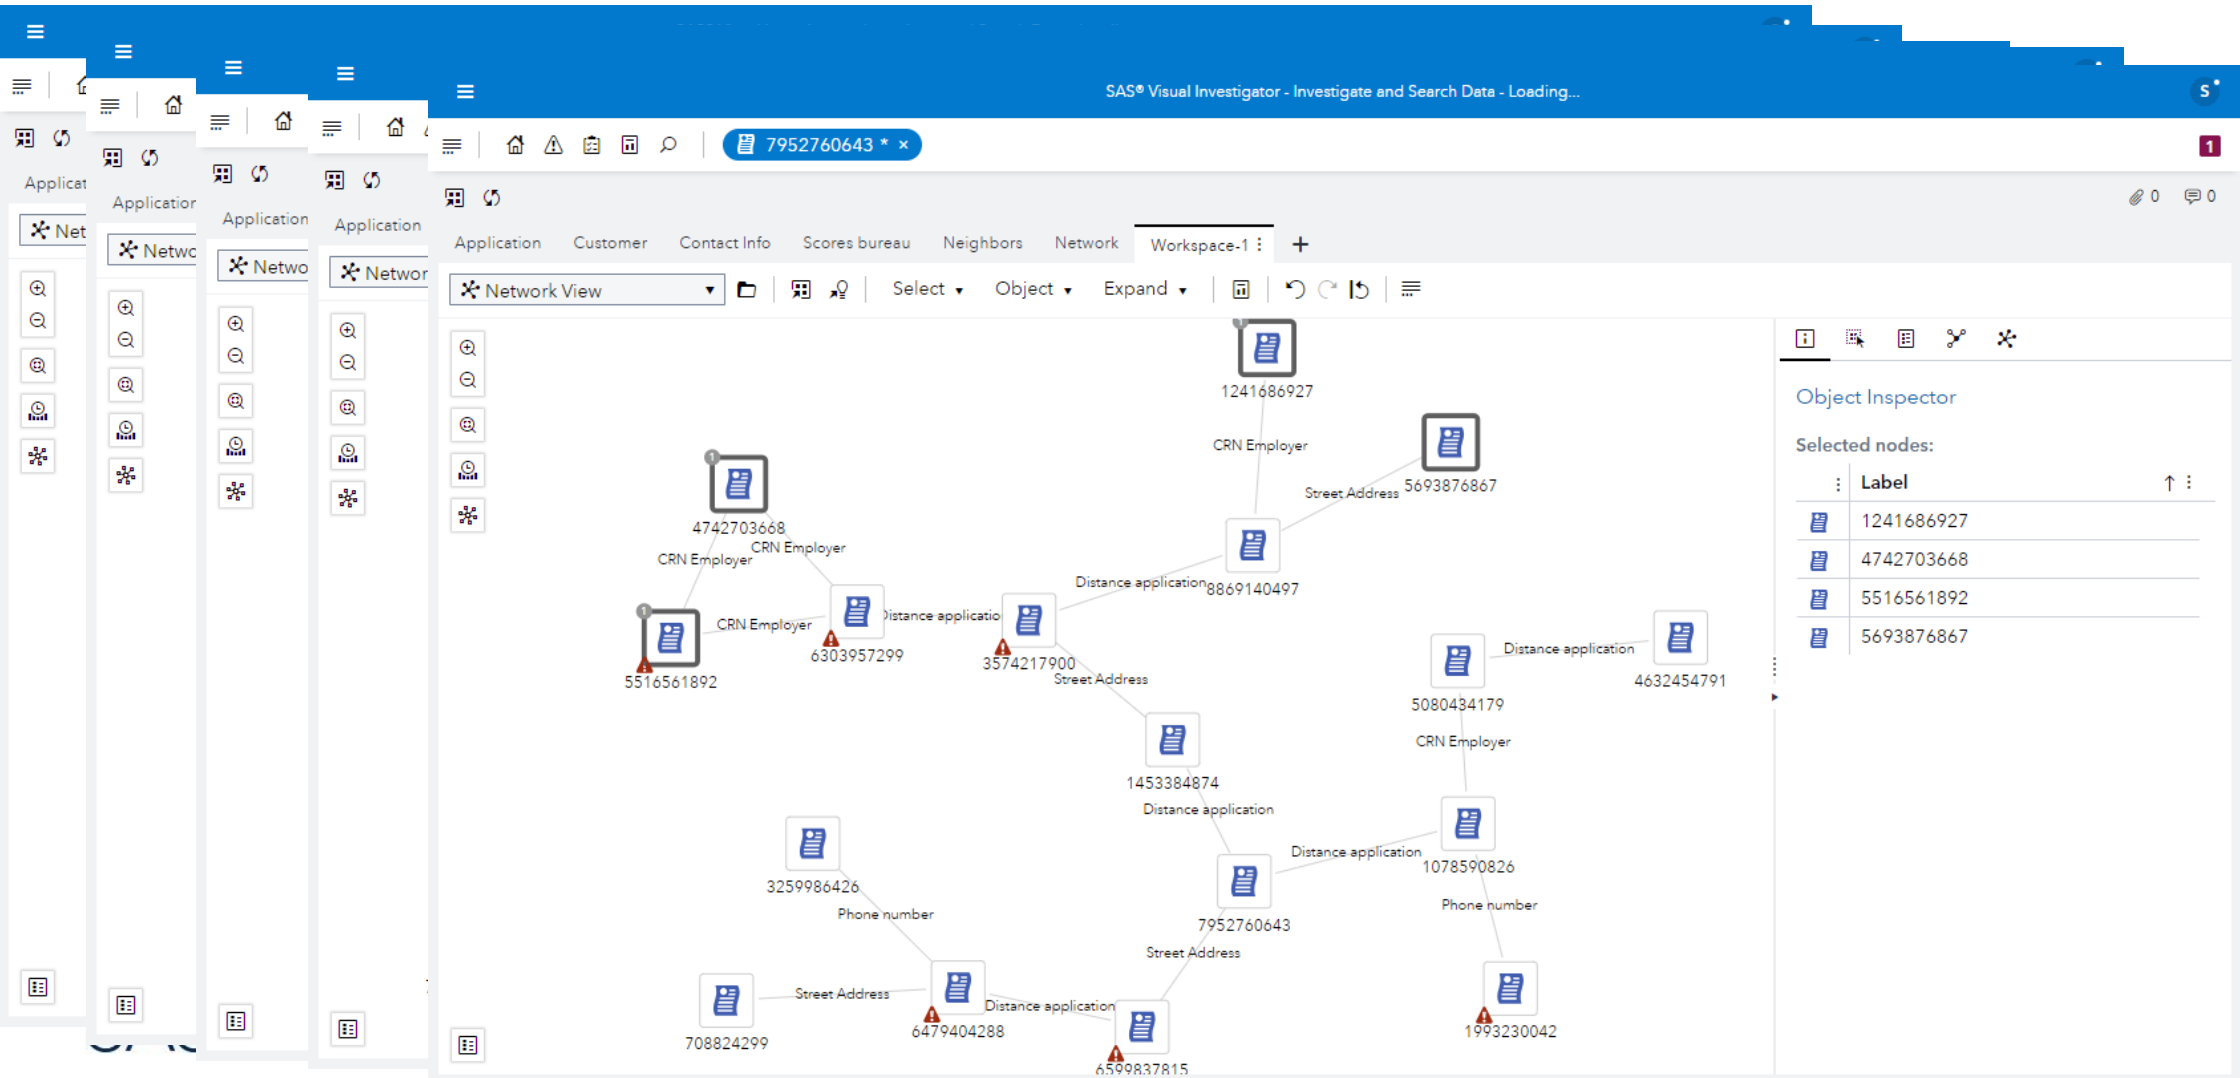 SAS® Visual Investigator - Investigate and Search Data - Loading...
S
7952760643 * ×
1
0 0
Applicat
Application
Application
Application
Application Customer Contact Info Scores bureau Neighbors Network Workspace-1
Net
Netwo
Netwo
Networ
Network View
Select Object Expand
1
1241686927
CRN Employer
Street Address 5693876867
1
4742703668
CRN Employer
CRN Employer
8869140497
Distance application
1
CRN Employer
Distance applicatio
5516561892
6303957299
3574217900
Street Address
Distance application
5080434179
4632454791
CRN Employer
1453384874
Distance application
Distance application
1078590826
3259986426
Phone number
7952760643
Phone number
Street Address
Street Address
Distance application
708824299
6479404288
6599837815
1993230042
Object Inspector
Selected nodes:
Label
1241686927
4742703668
5516561892
5693876867